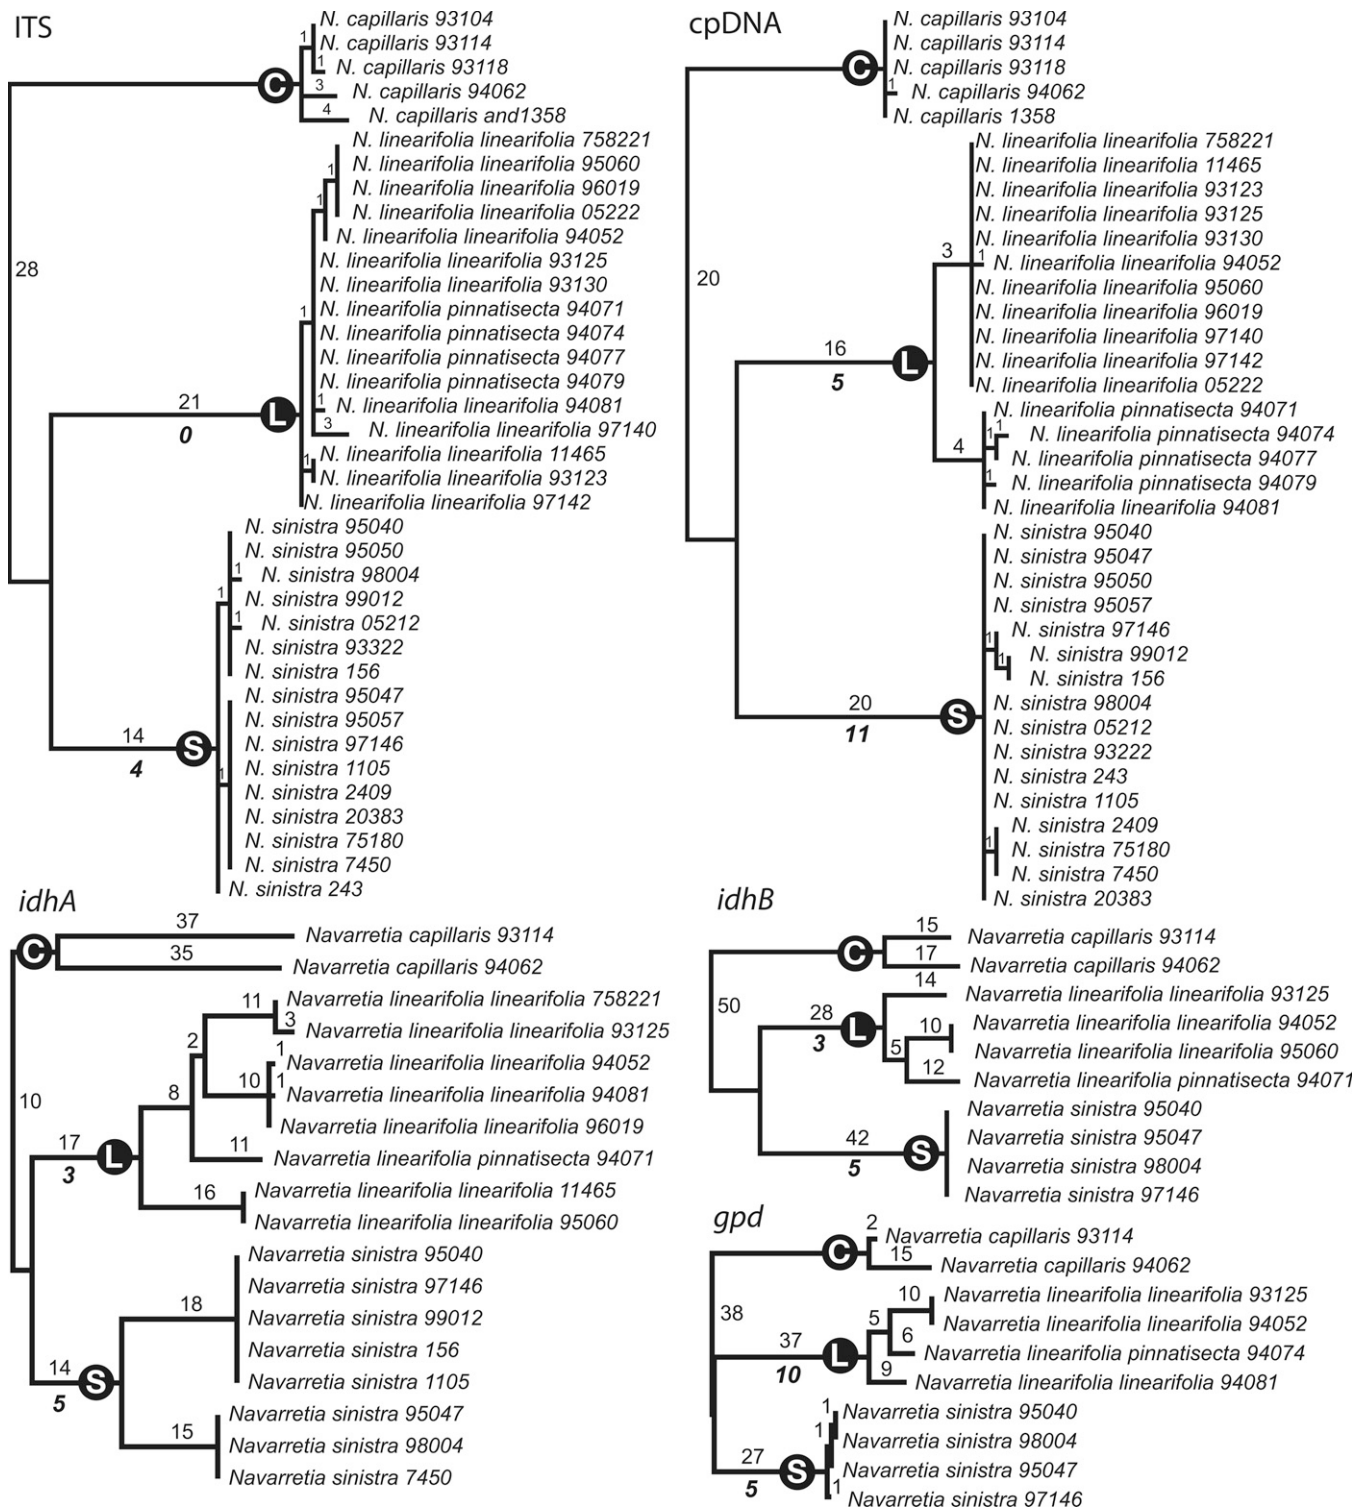 ITS
N. capillaris 93104
1
N. capillaris 93114
1
N. capillaris 93118
C
3
N. capillaris 94062
4
N. capillaris and1358
N. linearifolia linearifolia 758221
N. linearifolia linearifolia 95060
1
N. linearifolia linearifolia 96019
1
N. linearifolia linearifolia 05222
N. linearifolia linearifolia 94052
N. linearifolia linearifolia 93125
28
N. linearifolia linearifolia 93130
1
N. linearifolia pinnatisecta 94071
N. linearifolia pinnatisecta 94074
N. linearifolia pinnatisecta 94077
N. linearifolia pinnatisecta 94079
21
L
0
1
N. linearifolia linearifolia 94081
3
N. linearifolia linearifolia 97140
N. linearifolia linearifolia 11465
1
N. linearifolia linearifolia 93123
N. linearifolia linearifolia 97142
N. sinistra 95040
N. sinistra 95050
1
N. sinistra 98004
1
N. sinistra 99012
1
N. sinistra 05212
N. sinistra 93322
N. sinistra 156
N. sinistra 95047
N. sinistra 95057
14
S
4
N. sinistra 97146
1
N. sinistra 1105
N. sinistra 2409
N. sinistra 20383
N. sinistra 75180
N. sinistra 7450
N. sinistra 243
cpDNA
N. capillaris 93104
N. capillaris 93114
C
N. capillaris 93118
1
N. capillaris 94062
N. capillaris 1358
N. linearifolia linearifolia 758221
N. linearifolia linearifolia 11465
N. linearifolia linearifolia 93123
N. linearifolia linearifolia 93125
N. linearifolia linearifolia 93130
3
1
N. linearifolia linearifolia 94052
20
N. linearifolia linearifolia 95060
N. linearifolia linearifolia 96019
N. linearifolia linearifolia 97140
16
L
5
N. linearifolia linearifolia 97142
N. linearifolia linearifolia 05222
N. linearifolia pinnatisecta 94071
1
1
N. linearifolia pinnatisecta 94074
4
N. linearifolia pinnatisecta 94077
1
N. linearifolia pinnatisecta 94079
N. linearifolia linearifolia 94081
N. sinistra 95040
N. sinistra 95047
N. sinistra 95050
N. sinistra 95057
N. sinistra 97146
1
N. sinistra 99012
1
N. sinistra 156
N. sinistra 98004
20
S
11
N. sinistra 05212
N. sinistra 93222
N. sinistra 243
N. sinistra 1105
N. sinistra 2409
1
N. sinistra 75180
N. sinistra 7450
N. sinistra 20383
idhA
37
Navarretia capillaris 93114
C
35
Navarretia capillaris 94062
11
Navarretia linearifolia linearifolia 758221
3
Navarretia linearifolia linearifolia 93125
2
1
Navarretia linearifolia linearifolia 94052
10
1
Navarretia linearifolia linearifolia 94081
8
10
Navarretia linearifolia linearifolia 96019
17
L
3
11
Navarretia linearifolia pinnatisecta 94071
16
Navarretia linearifolia linearifolia 11465
Navarretia linearifolia linearifolia 95060
Navarretia sinistra 95040
Navarretia sinistra 97146
18
Navarretia sinistra 99012
Navarretia sinistra 156
14
S
5
Navarretia sinistra 1105
Navarretia sinistra 95047
15
Navarretia sinistra 98004
Navarretia sinistra 7450
idhB
15
Navarretia capillaris 93114
C
17
Navarretia capillaris 94062
14
Navarretia linearifolia linearifolia 93125
50
28
L
3
10
Navarretia linearifolia linearifolia 94052
5
Navarretia linearifolia linearifolia 95060
12
Navarretia linearifolia pinnatisecta 94071
Navarretia sinistra 95040
Navarretia sinistra 95047
42
S
5
Navarretia sinistra 98004
Navarretia sinistra 97146
gpd
2
Navarretia capillaris 93114
C
15
Navarretia capillaris 94062
10
Navarretia linearifolia linearifolia 93125
38
5
Navarretia linearifolia linearifolia 94052
37
L
10
6
Navarretia linearifolia pinnatisecta 94074
9
Navarretia linearifolia linearifolia 94081
1
Navarretia sinistra 95040
1
Navarretia sinistra 98004
27
S
5
Navarretia sinistra 95047
1
Navarretia sinistra 97146